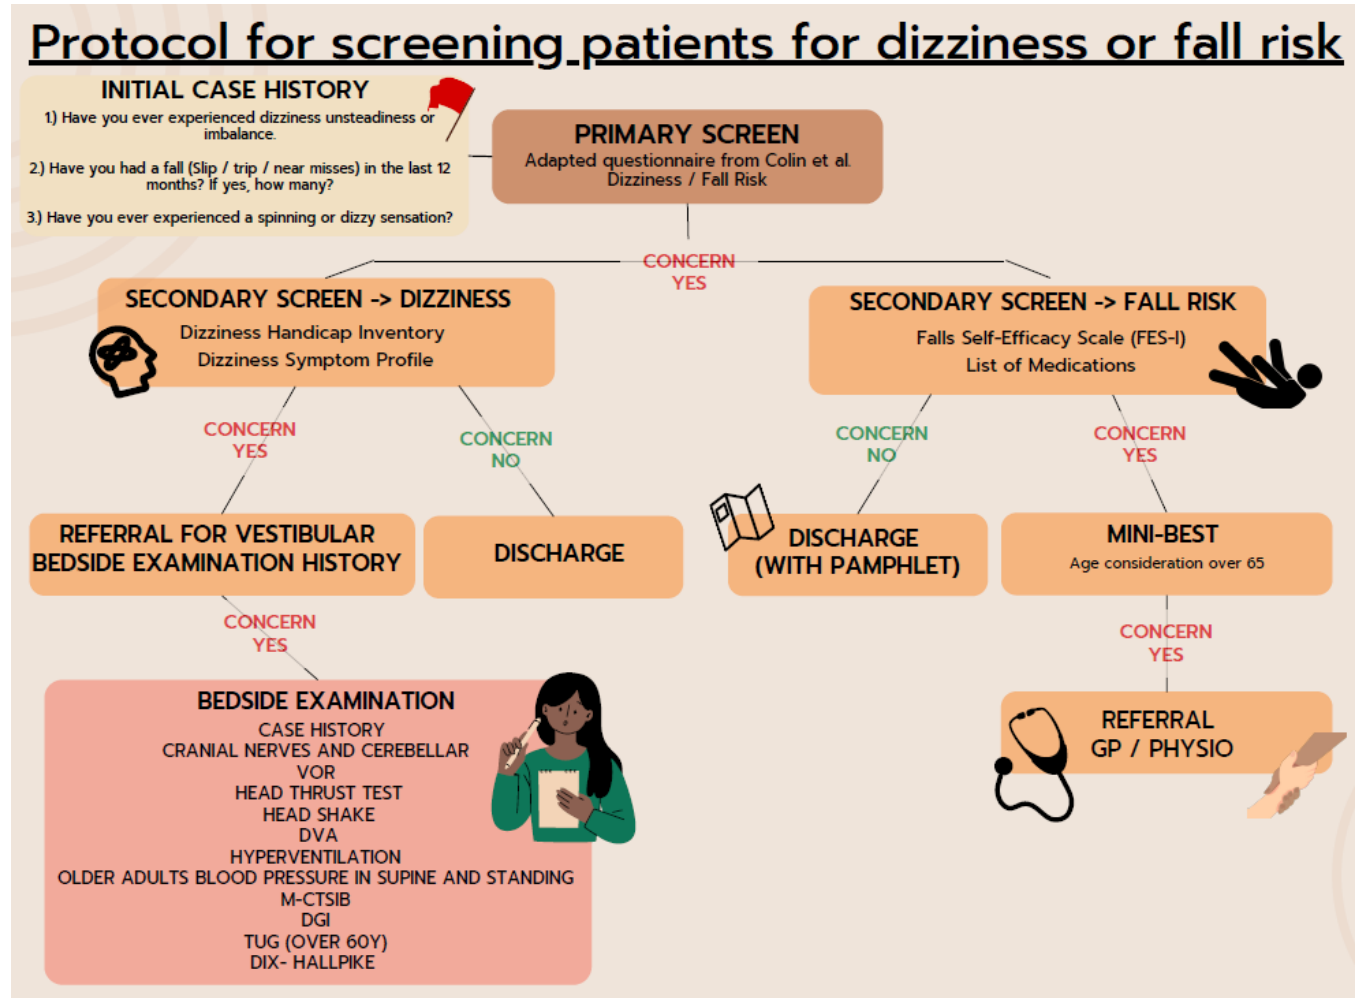 Protocol for screening patients for dizziness or fall risk
INITIAL CASE HISTORY
1.) Have you ever experienced dizziness unsteadiness or
imbalance.
2.) Have you had a fall (Slip / trip / near misses) in the last 12
months? If yes, how many?
3.) Have you ever experienced a spinning or dizzy sensation?
PRIMARY SCREEN
Adapted questionnaire from Colin et al.
Dizziness / Fall Risk
CONCERN
YES
SECONDARY SCREEN -> DIZZINESS
Dizziness Handicap Inventory
Dizziness Symptom Profile
SECONDARY SCREEN -> FALL RISK
Falls Self-Efficacy Scale (FES-I)
List of Medications
CONCERN
YES
CONCERN
NO
CONCERN
NO
CONCERN
YES
REFERRAL FOR VESTIBULAR
BEDSIDE EXAMINATION HISTORY
DISCHARGE
DISCHARGE
(WITH PAMPHLET)
MINI-BEST
Age consideration over 65
CONCERN
YES
CONCERN
YES
BEDSIDE EXAMINATION
CASE HISTORY
CRANIAL NERVES AND CEREBELLAR
VOR
HEAD THRUST TEST
HEAD SHAKE
DVA
HYPERVENTILATION
OLDER ADULTS BLOOD PRESSURE IN SUPINE AND STANDING
M-CTSIB
DGI
TUG (OVER 60Y)
DIX- HALLPIKE
REFERRAL
GP / PHYSIO